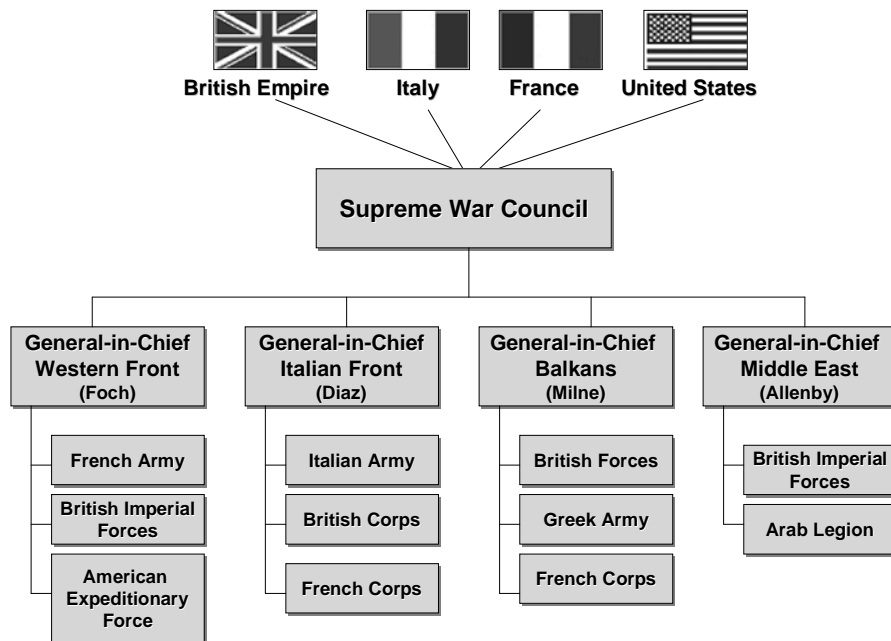 British Empire
Italy
France
United States
Supreme War Council
General-in-Chief
Western Front
(Foch)
General-in-Chief
Italian Front
(Diaz)
General-in-Chief
Balkans
(Milne)
General-in-Chief
Middle East
(Allenby)
French Army
British Imperial
Forces
American
Expeditionary
Force
Italian Army
British Corps
French Corps
British Forces
Greek Army
French Corps
British Imperial
Forces
Arab Legion